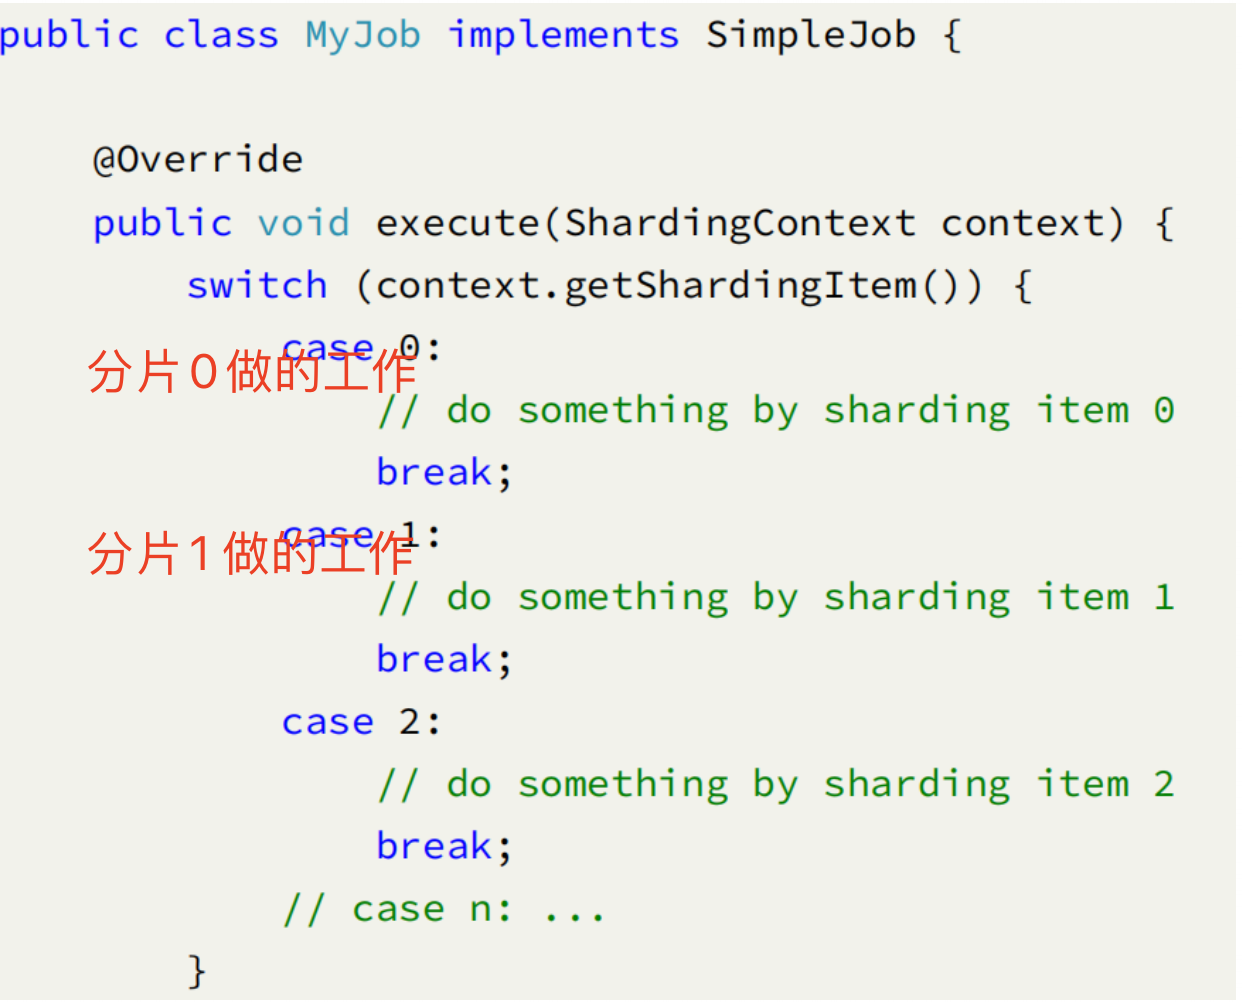 public class MyJob implements SimpleJob {
@Override
public void execute(ShardingContext context) {
switch (context.getShardingItem()) {
case 0:
分片0做的工作
// do something by sharding item 0
break;
case 1:
分片1做的工作
// do something by sharding item 1
break;
case 2:
// do something by sharding item 2
break;
// case n: ...
}